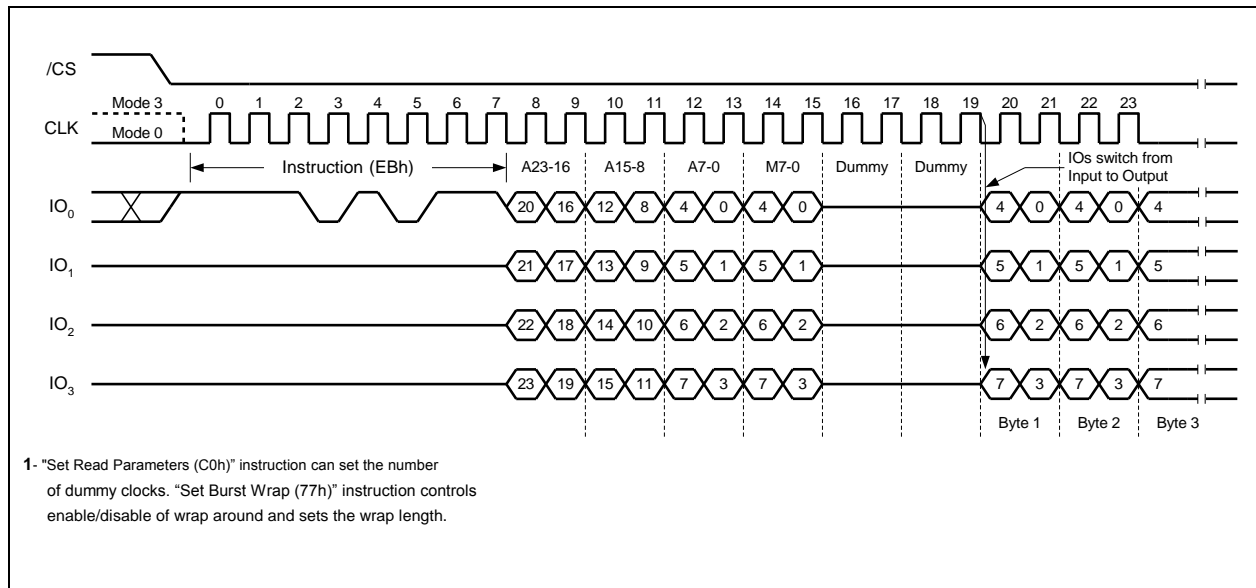 /CS
Mode 3 0 1 2 3 4 5 6 7 8 9 10 11 12 13 14 15 16 17 18 19 20 21 22 23
CLK
Mode 0
Instruction (EBh) A23-16 A15-8 A7-0 M7-0 Dummy Dummy
IOs switch from
Input to Output
IO0 20 16 12 8 4 0 4 0 4 0 4 0 4
IO1 21 17 13 9 5 1 5 1 5 1 5 1 5
IO2 22 18 14 10 6 2 6 2 6 2 6 2 6
IO3 23 19 15 11 7 3 7 3 7 3 7 3 7
Byte 1 Byte 2 Byte 3
1- "Set Read Parameters (C0h)" instruction can set the number
of dummy clocks. "Set Burst Wrap (77h)" instruction controls
enable/disable of wrap around and sets the wrap length.